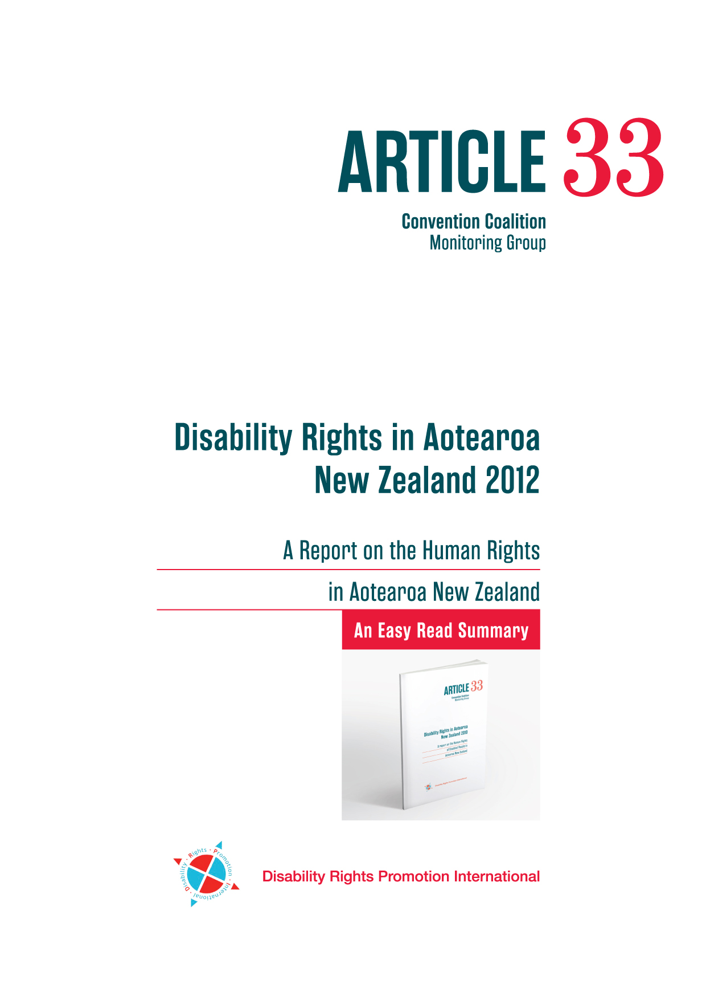 ARTICLE 33
Convention Coalition
Monitoring Group
Disability Rights in Aotearoa
New Zealand 2012
A Report on the Human Rights
in Aotearoa New Zealand
An Easy Read Summary
ARTICLE 33
Convention Coalition
Monitoring Group
Disability Rights in Aotearoa
New Zealand 2010
A report on the Human Rights
of Disabled People in
Aotearoa New Zealand
Disability Rights Promotion International
Disability · Rights · Promotion · International ·
Disability Rights Promotion International